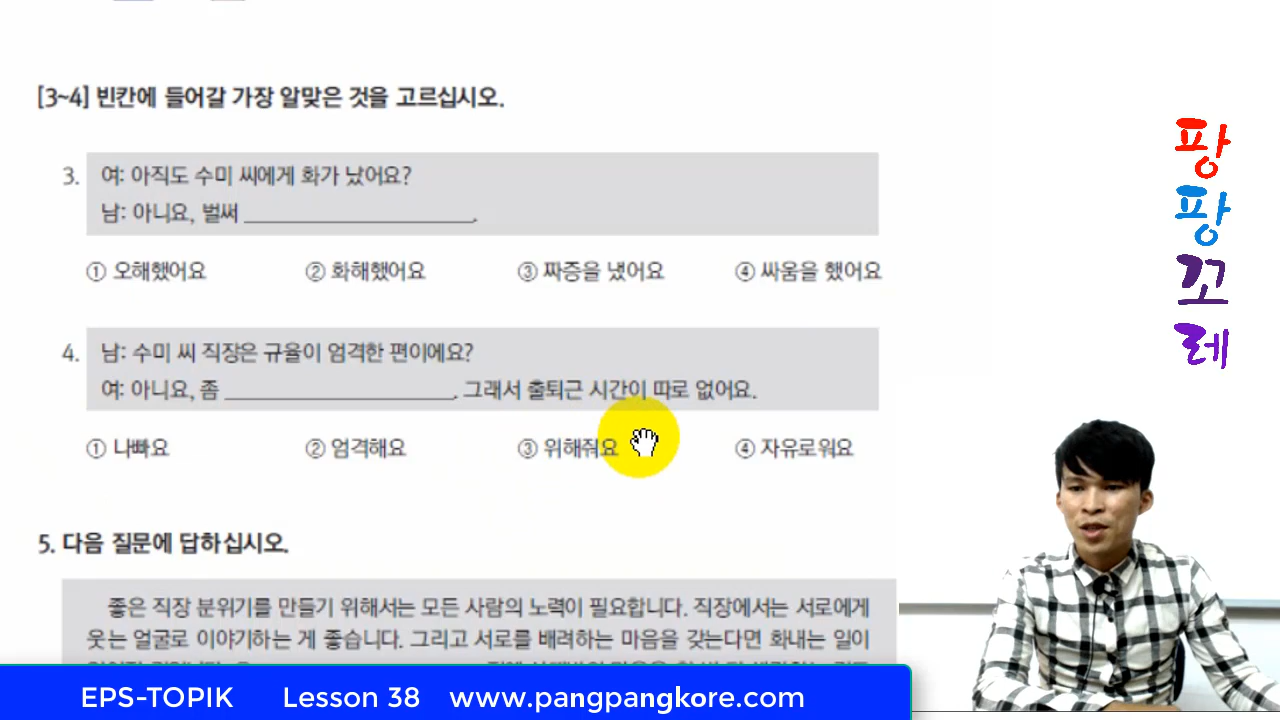 [3~4] 빈칸에 들어갈 가장 알맞은 것을 고르십시오.
3. 여: 아직도 수미 씨에게 화가 났어요?
남: 아니요, 벌써 ____________________.
① 오해했어요 ② 화해했어요 ③ 짜증을 냈어요 ④ 싸움을 했어요
4. 남: 수미 씨 직장은 규율이 엄격한 편이에요?
여: 아니요, 좀 ____________________. 그래서 출퇴근 시간이 따로 없어요.
① 나빠요 ② 엄격해요 ③ 위해줘요 ④ 자유로워요
5. 다음 질문에 답하십시오.
좋은 직장 분위기를 만들기 위해서는 모든 사람의 노력이 필요합니다. 직장에서는 서로에게
웃는 얼굴로 이야기하는 게 좋습니다. 그리고 서로를 배려하는 마음을 갖는다면 화내는 일이
팡
팡
꼬
레
EPS-TOPIK Lesson 38 www.pangpangkore.com